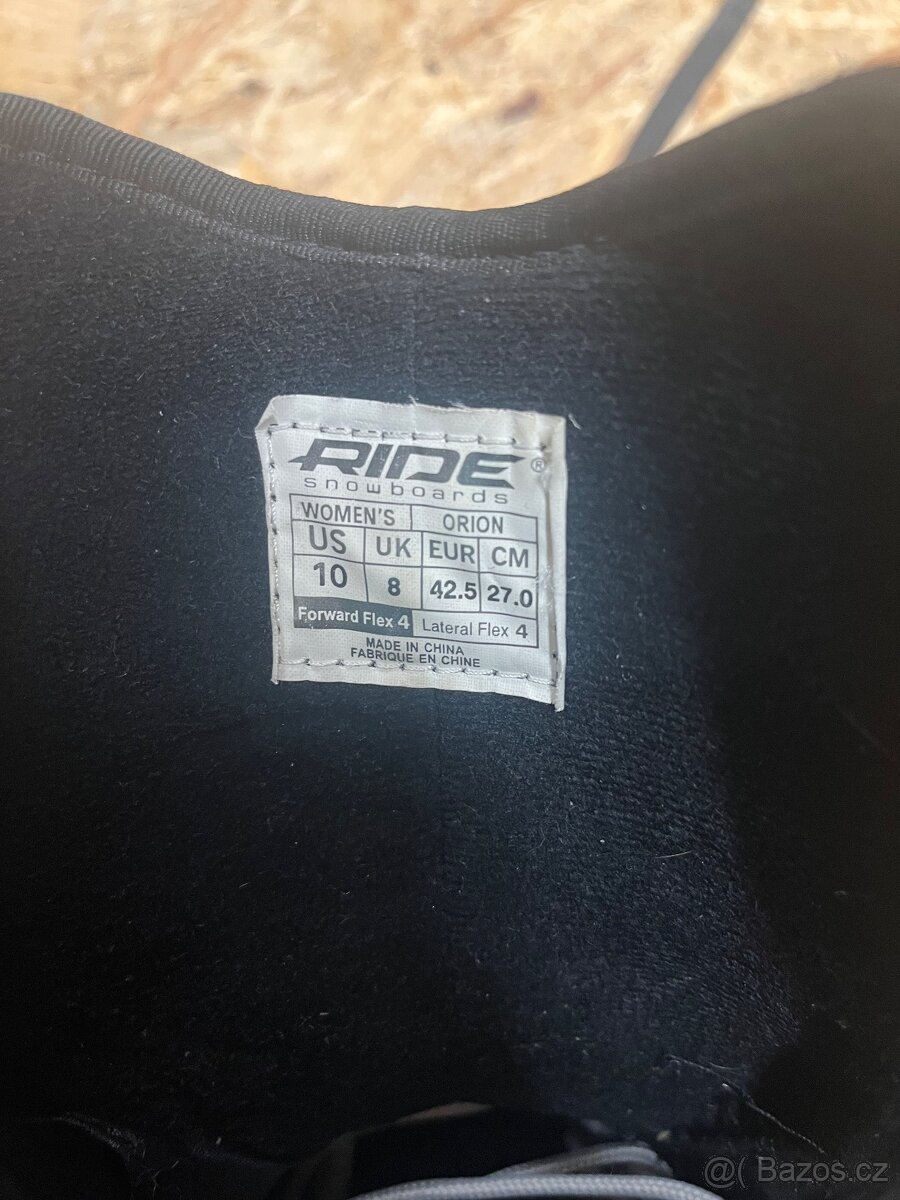 RIDE®
snowboards
WOMEN'S ORION
US UK EUR CM
10 8 42.5 27.0
Forward Flex 4 Lateral Flex 4
MADE IN CHINA
FABRIQUE EN CHINE
@( Bazos.cz